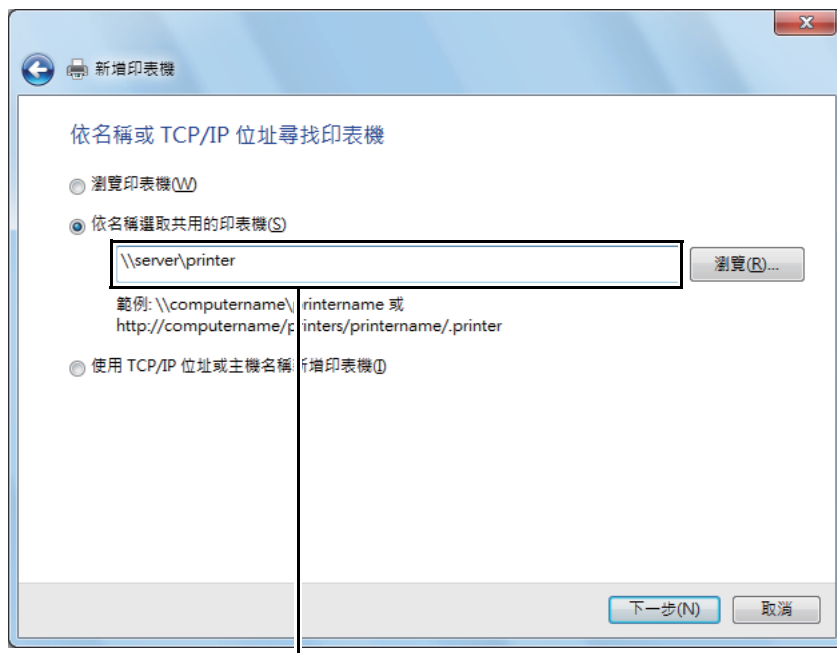 新增印表機
依名稱或 TCP/IP 位址尋找印表機
瀏覽印表機(W)
依名稱選取共用的印表機(S)
\\server\printer
瀏覽(R)...
範例: \\computername\printername 或
http://computername/printers/printername/.printer
使用 TCP/IP 位址或主機名稱新增印表機(I)
下一步(N)
取消